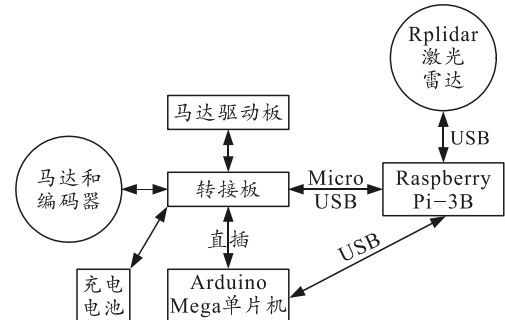 Rplidar
激光
雷达
马达驱动板
USB
马达和
编码器
转接板
Micro
USB
Raspberry
Pi-3B
直插
USB
充电
电池
Arduino
Mega单片机